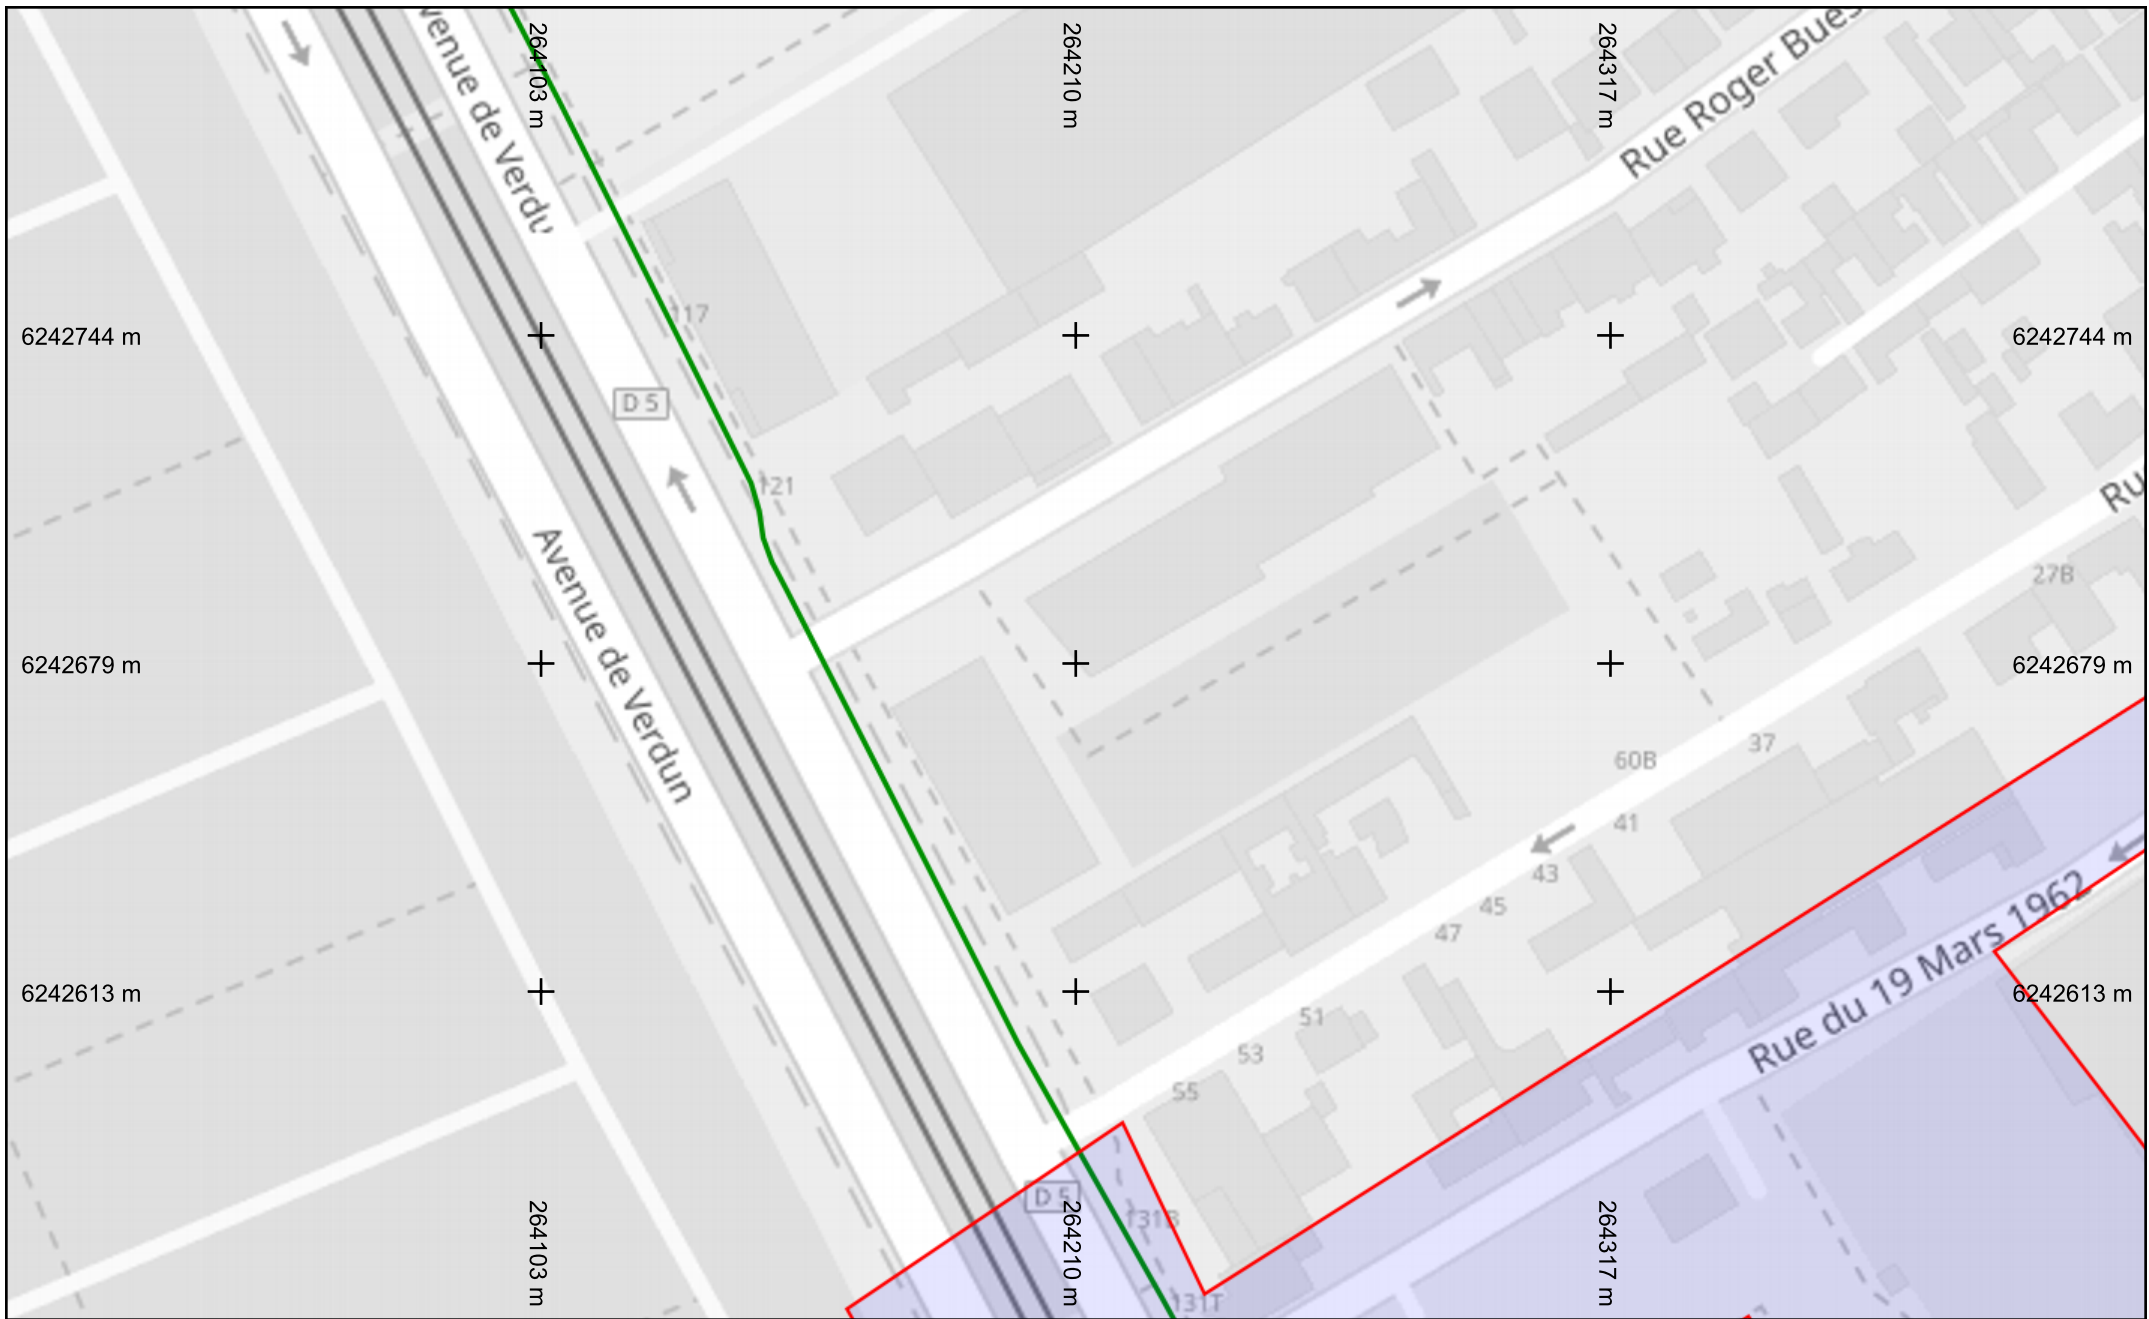 264103 m
264210 m
264317 m
Avenue de Verdu
Rue Roger Bues
117
6242744 m
6242744 m
D 5
121
Ru
27B
Avenue de Verdun
6242679 m
6242679 m
37
60B
41
43
45
47
Rue du 19 Mars 1962
6242613 m
6242613 m
51
53
55
D 5
131B
131T
264103 m
264210 m
264317 m